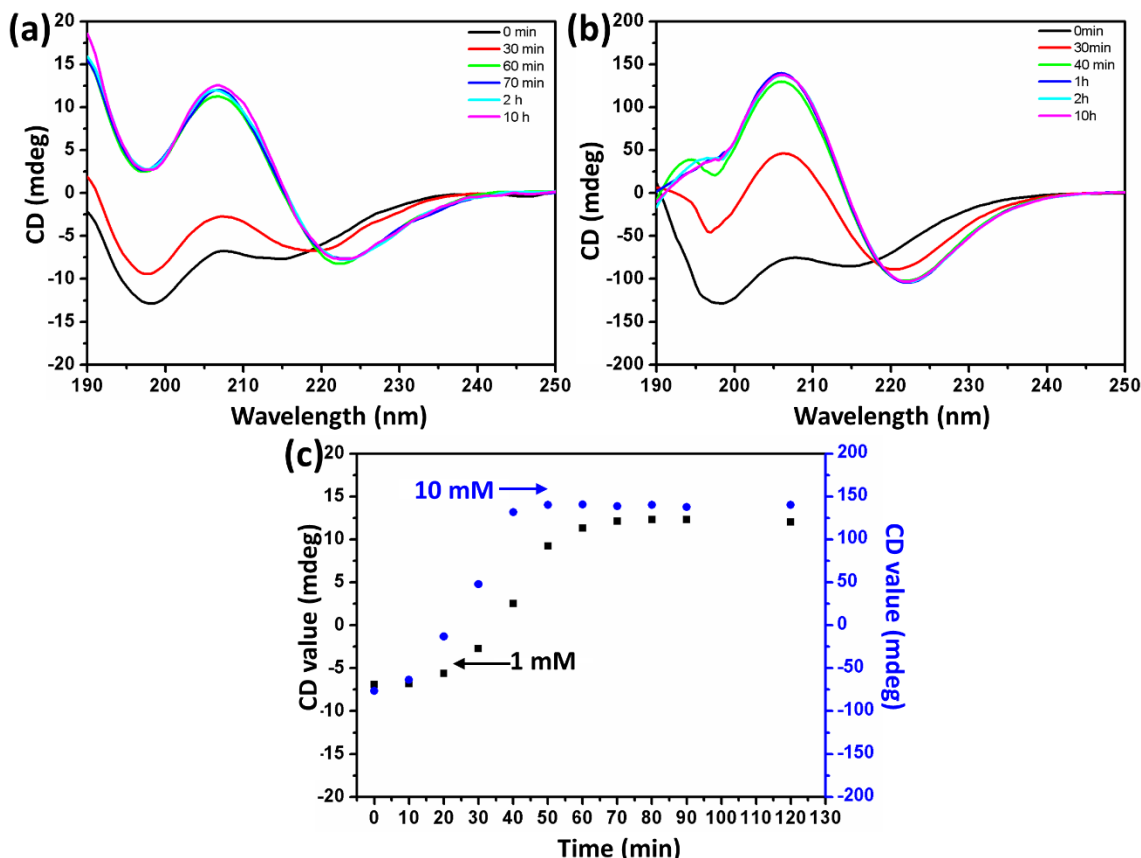 (a)
20
15
10
5
0
-5
-10
-15
-20
CD (mdeg)
0 min
30 min
60 min
70 min
2 h
10 h
190 200 210 220 230 240 250
Wavelength (nm)
(b)
200
150
100
50
0
-50
-100
-150
-200
CD (mdeg)
0min
30min
40 min
1h
2h
10h
190 200 210 220 230 240 250
Wavelength (nm)
(c)
20
15
10
5
0
-5
-10
-15
-20
CD value (mdeg)
10 mM
1 mM
200
150
100
50
0
-50
-100
-150
-200
CD value (mdeg)
0 10 20 30 40 50 60 70 80 90 100 110 120 130
Time (min)